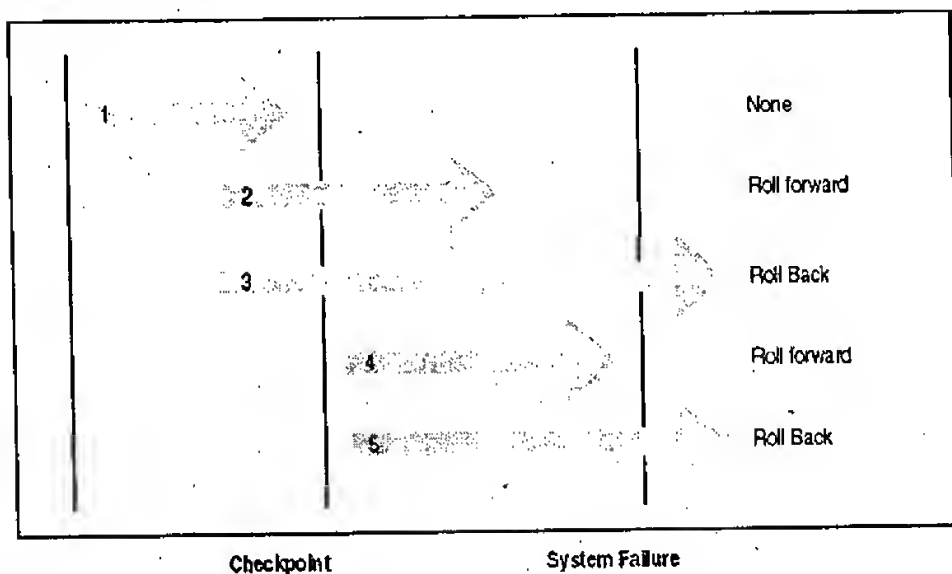 1 None
2 Roll forward
3 Roll Back
4 Roll forward
5 Roll Back
Checkpoint System Failure